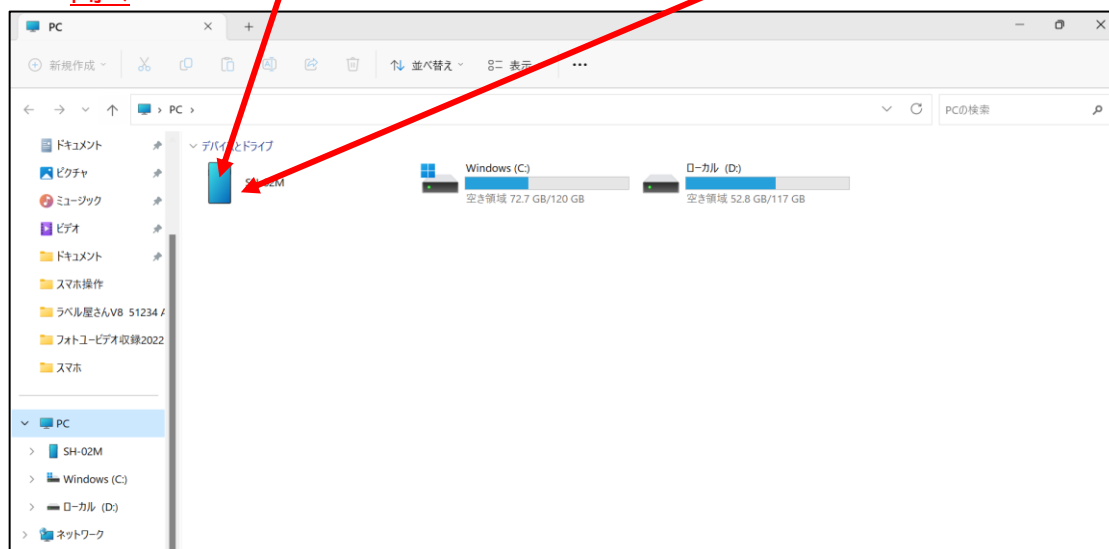 PC
新規作成
並べ替え
表示
PC
PCの検索
ドキュメント
ピクチャ
ミュージック
ビデオ
ドキュメント
スマホ操作
ラベル屋さんV8 51234 A
フォトユービデオ収録2022
スマホ
PC
SH-02M
Windows (C:)
ローカル (D:)
ネットワーク
デバイスとドライブ
SH-02M
Windows (C:)
空き領域 72.7 GB/120 GB
ローカル (D:)
空き領域 52.8 GB/117 GB